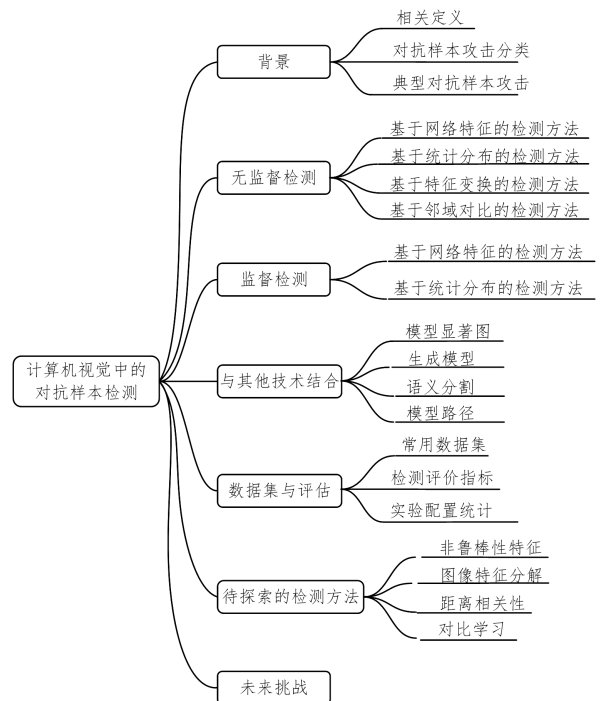 计算机视觉中的
对抗样本检测
背景
相关定义
对抗样本攻击分类
典型对抗样本攻击
无监督检测
基于网络特征的检测方法
基于统计分布的检测方法
基于特征变换的检测方法
基于邻域对比的检测方法
监督检测
基于网络特征的检测方法
基于统计分布的检测方法
与其他技术结合
模型显著图
生成模型
语义分割
模型路径
数据集与评估
常用数据集
检测评价指标
实验配置统计
待探索的检测方法
非鲁棒性特征
图像特征分解
距离相关性
对比学习
未来挑战